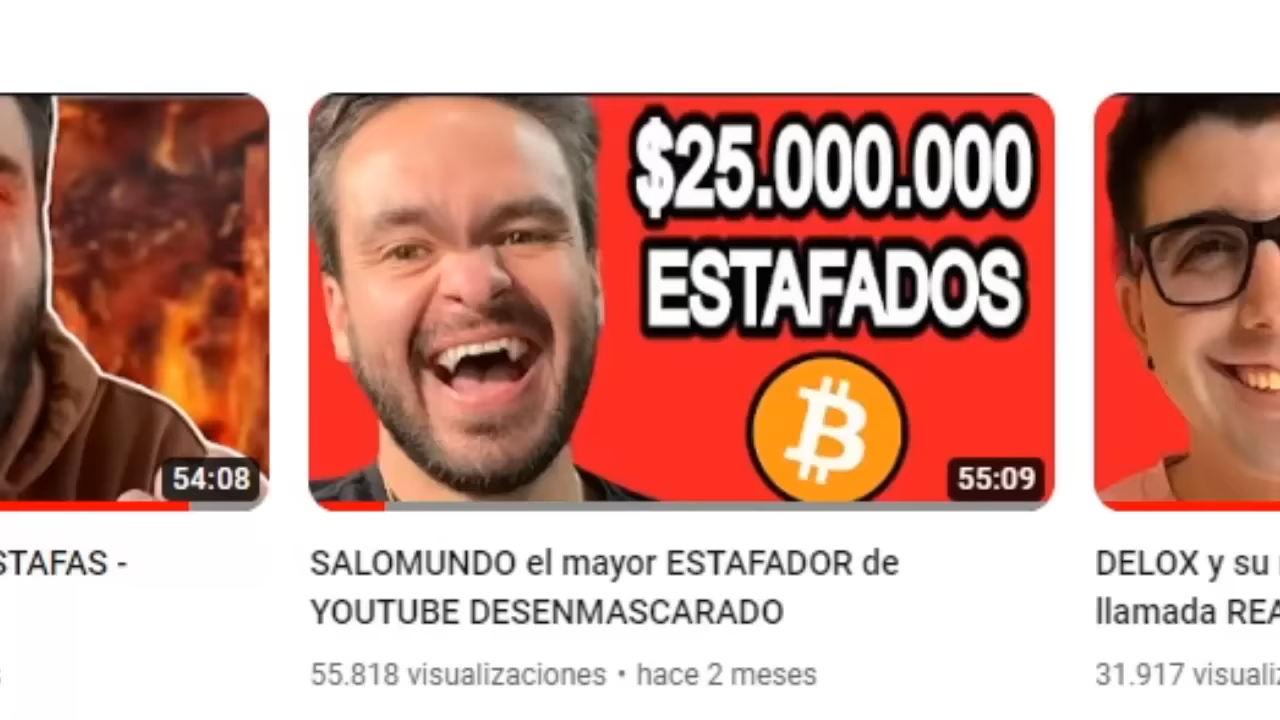 $25.000.000
ESTAFADOS
54:08
55:09
STAFAS -
SALOMUNDO el mayor ESTAFADOR de
YOUTUBE DESENMASCARADO
55.818 visualizaciones • hace 2 meses
DELOX y su
llamada REA
31.917 visualiz